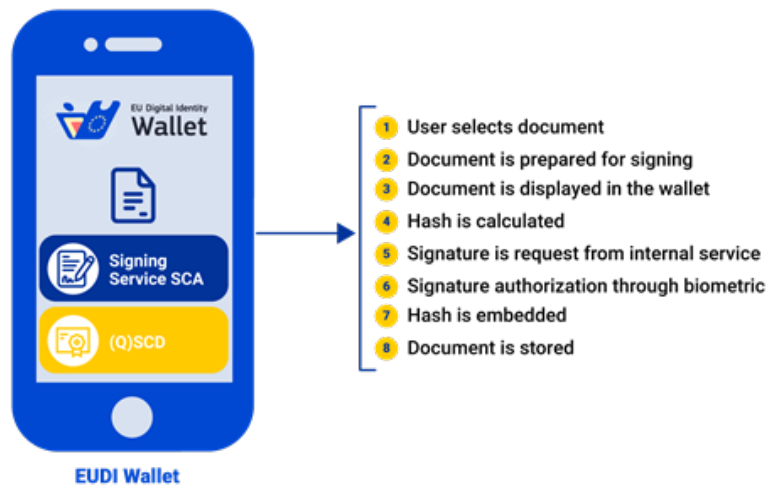 EU Digital Identity
Wallet
Signing
Service SCA
(Q)SCD
EUDI Wallet
1 User selects document
2 Document is prepared for signing
3 Document is displayed in the wallet
4 Hash is calculated
5 Signature is request from internal service
6 Signature authorization through biometric
7 Hash is embedded
8 Document is stored